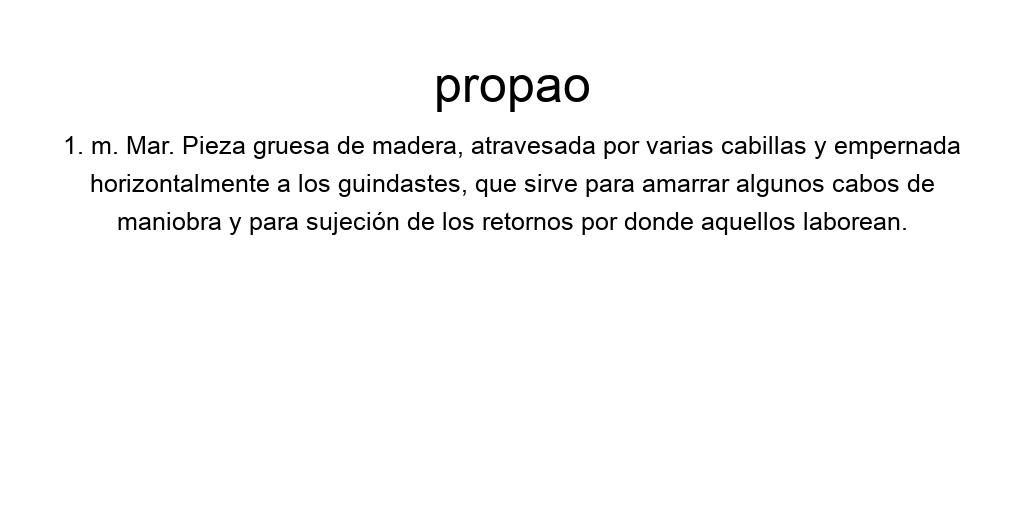 propao
1. m. Mar. Pieza gruesa de madera, atravesada por varias cabillas y empernada
horizontalmente a los guindastes, que sirve para amarrar algunos cabos de
maniobra y para sujeción de los retornos por donde aquellos laborean.